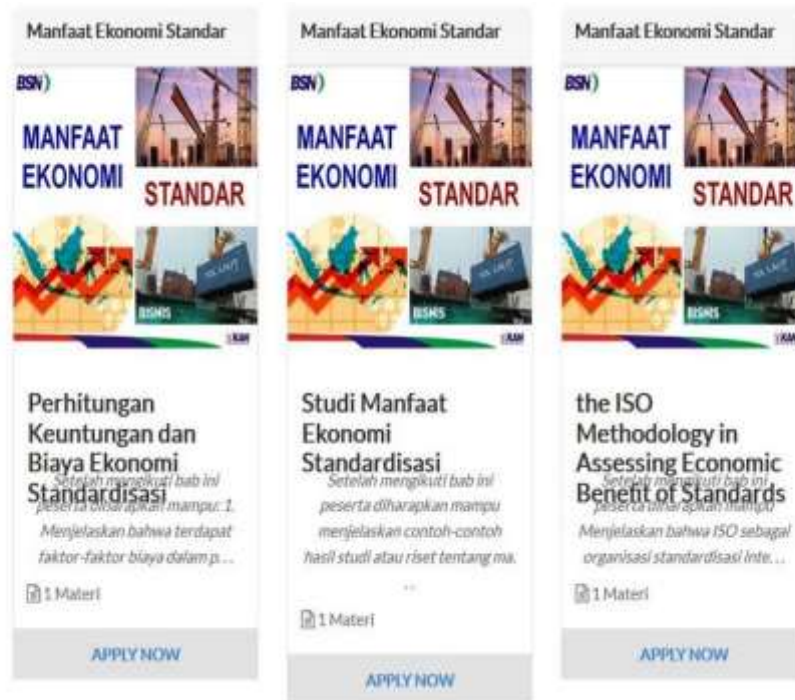 Manfaat Ekonomi Standar
BSN
MANFAAT
EKONOMI
STANDAR
BISNIS
KAN
Perhitungan
Keuntungan dan
Biaya Ekonomi
Standardisasi
Setelah mengikuti bab ini
peserta diharapkan mampu: 1.
Menjelaskan bahwa terdapat
faktor-faktor biaya dalam p...
1 Materi
APPLY NOW
Manfaat Ekonomi Standar
BSN
MANFAAT
EKONOMI
STANDAR
BISNIS
KAN
Studi Manfaat
Ekonomi
Standardisasi
Setelah mengikuti bab ini
peserta diharapkan mampu
menjelaskan contoh-contoh
hasil studi atau riset tentang ma.
..
1 Materi
APPLY NOW
Manfaat Ekonomi Standar
BSN
MANFAAT
EKONOMI
STANDAR
BISNIS
KAN
the ISO
Methodology in
Assessing Economic
Benefit of Standards
Setelah mengikuti bab ini
peserta diharapkan mampu
Menjelaskan bahwa ISO sebagai
organisasi standardisasi inte...
1 Materi
APPLY NOW